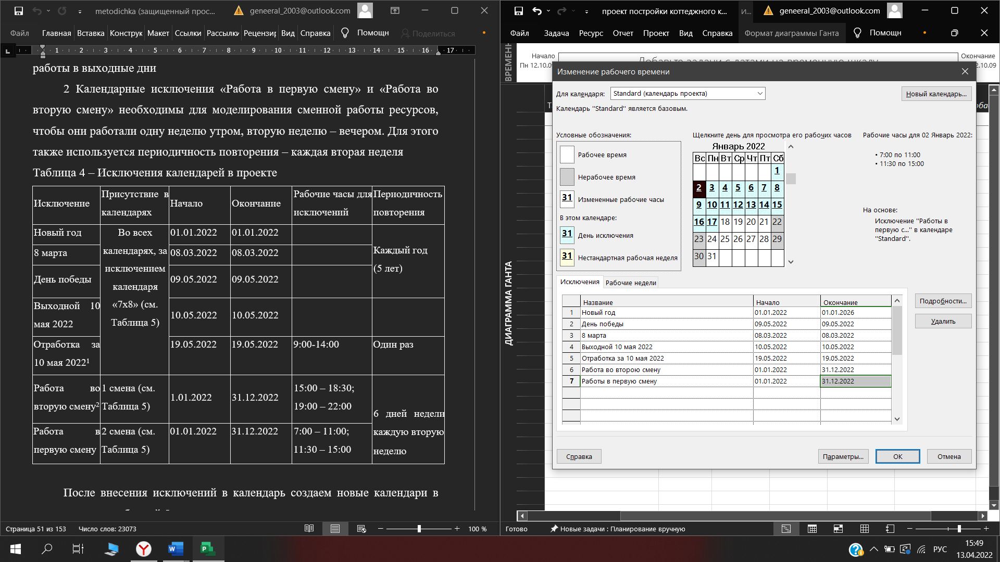 metodichka (защищенный прос...
geneeral_2003@outlook.com
Файл Главная Вставка Конструк Макет Ссылки Рассылки Рецензир Вид Справка Помощн Поделиться
1 2 3 4 5 6 7 8 9 10 11 12 13 14 15 16 17
работы в выходные дни
2 Календарные исключения «Работа в первую смену» и «Работа во
вторую смену» необходимы для моделирования сменной работы ресурсов,
чтобы они работали одну неделю утром, вторую неделю – вечером. Для этого
также используется периодичность повторения – каждая вторая неделя
Таблица 4 – Исключения календарей в проекте
Исключение
Присутствие в
календарях
Начало
Окончание
Рабочие часы для
исключений
Периодичность
повторения
Новый год
Во всех
календарях, за
исключением
календаря
«7х8» (см.
Таблица 5)
01.01.2022 01.01.2022
Каждый год
(5 лет)
8 марта
08.03.2022 08.03.2022
День победы
09.05.2022 09.05.2022
Выходной 10
мая 2022
10.05.2022 10.05.2022
Отработка за
10 мая 2022¹
19.05.2022 19.05.2022 9:00-14:00 Один раз
Работа во
вторую смену²
1 смена (см.
Таблица 5)
1.01.2022 31.12.2022
15:00 – 18:30;
19:00 – 22:00
6 дней недели
каждую вторую
неделю
Работа в
первую смену
2 смена (см.
Таблица 5)
01.01.2022 31.12.2022
7:00 – 11:00;
11:30 – 15:00
После внесения исключений в календарь создаем новые календари в
Страница 51 из 153 Число слов: 23073 100 %
проект постройки коттеджного к...
И...
geneeral_2003@outlook.com
Файл Задача Ресурс Отчет Проект Вид Справка Формат диаграммы Ганта Помощн
Начало
Пн 12.10.0
Добавьте задачи с датами на временную шкалу
Окончание
2.10.09
ДИАГРАММА ГАНТА
Изменение рабочего времени
Для календаря: Standard (календарь проекта) Новый календарь...
Календарь "Standard" является базовым.
Условные обозначения:
Рабочее время
Нерабочее время
31 Измененные рабочие часы
В этом календаре:
31 День исключения
31 Нестандартная рабочая неделя
Щелкните день для просмотра его рабочих часов
Январь 2022
Вс Пн Вт Ср Чт Пт Сб
1
2 3 4 5 6 7 8
9 10 11 12 13 14 15
16 17 18 19 20 21 22
23 24 25 26 27 28 29
30 31
Рабочие часы для 02 Январь 2022:
• 7:00 по 11:00
• 11:30 по 15:00
На основе:
Исключение "Работы в
первую с..." в календаре
"Standard".
Исключения Рабочие недели
Название Начало Окончание
1 Новый год 01.01.2022 01.01.2026
2 День победы 09.05.2022 09.05.2022
3 8 марта 08.03.2022 08.03.2022
4 Выходной 10 мая 2022 10.05.2022 10.05.2022
5 Отработка за 10 мая 2022 19.05.2022 19.05.2022
6 Работа во вторую смену 01.01.2022 31.12.2022
7 Работы в первую смену 01.01.2022 31.12.2022
Подробности...
Удалить
Справка Параметры... ОК Отмена
Готово Новые задачи : Планирование вручную
РУС
15:49
13.04.2022